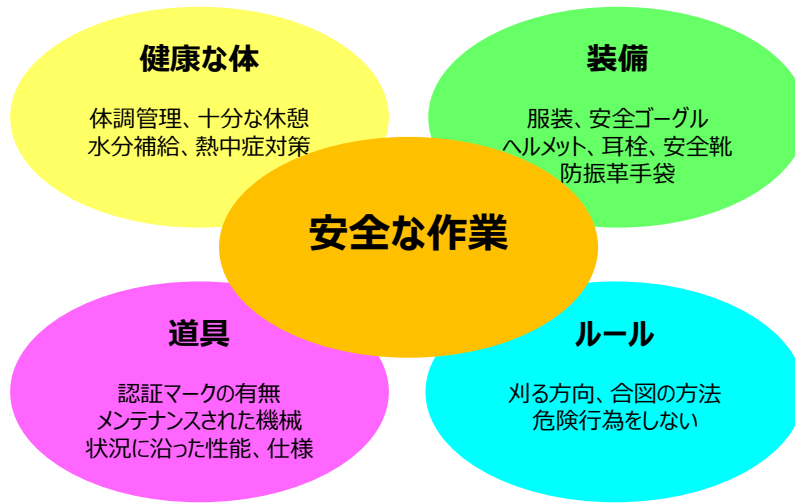 健康な体
体調管理、十分な休憩
水分補給、熱中症対策
装備
服装、安全ゴーグル
ヘルメット、耳栓、安全靴
防振革手袋
安全な作業
道具
認証マークの有無
メンテナンスされた機械
状況に沿った性能、仕様
ルール
刈る方向、合図の方法
危険行為をしない